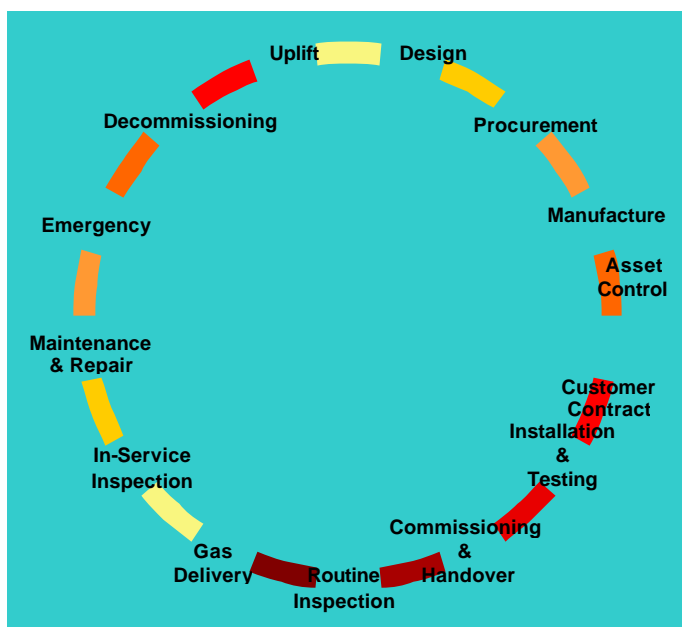 Uplift
Design
Procurement
Manufacture
Asset
Control
Customer
Contract
Installation
&
Testing
Commissioning
&
Handover
Routine
Inspection
Gas
Delivery
In-Service
Inspection
Maintenance
& Repair
Emergency
Decommissioning